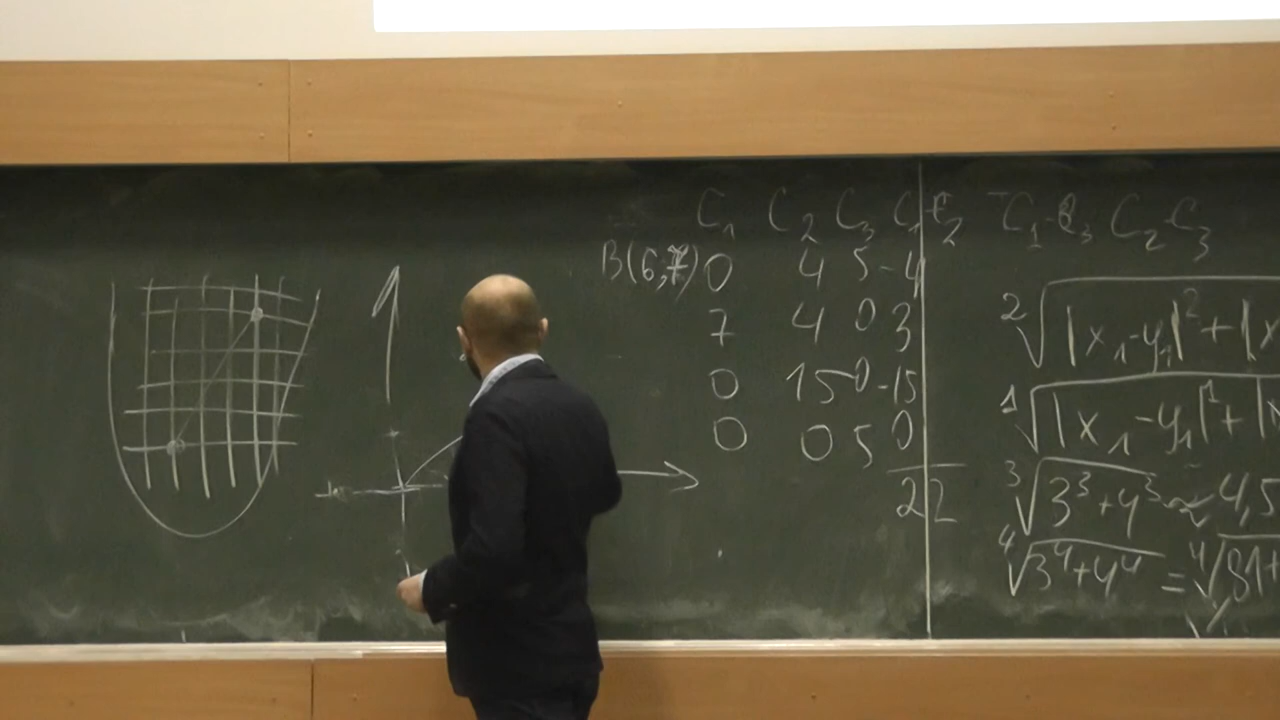 C₁ C₂ C₃ C₁-C₂ C₁-C₃ C₂-C₃
B(6,7) 0 4 5 -4
7 4 0 3
0 15 0 -15
0 0 5 0
22
²√|x₁-y₁|²+|x
¹√|x₁-y₁|¹+|
³√3³+4³ ≈ 4,5
⁴√3⁴+4⁴ = ⁴√81+